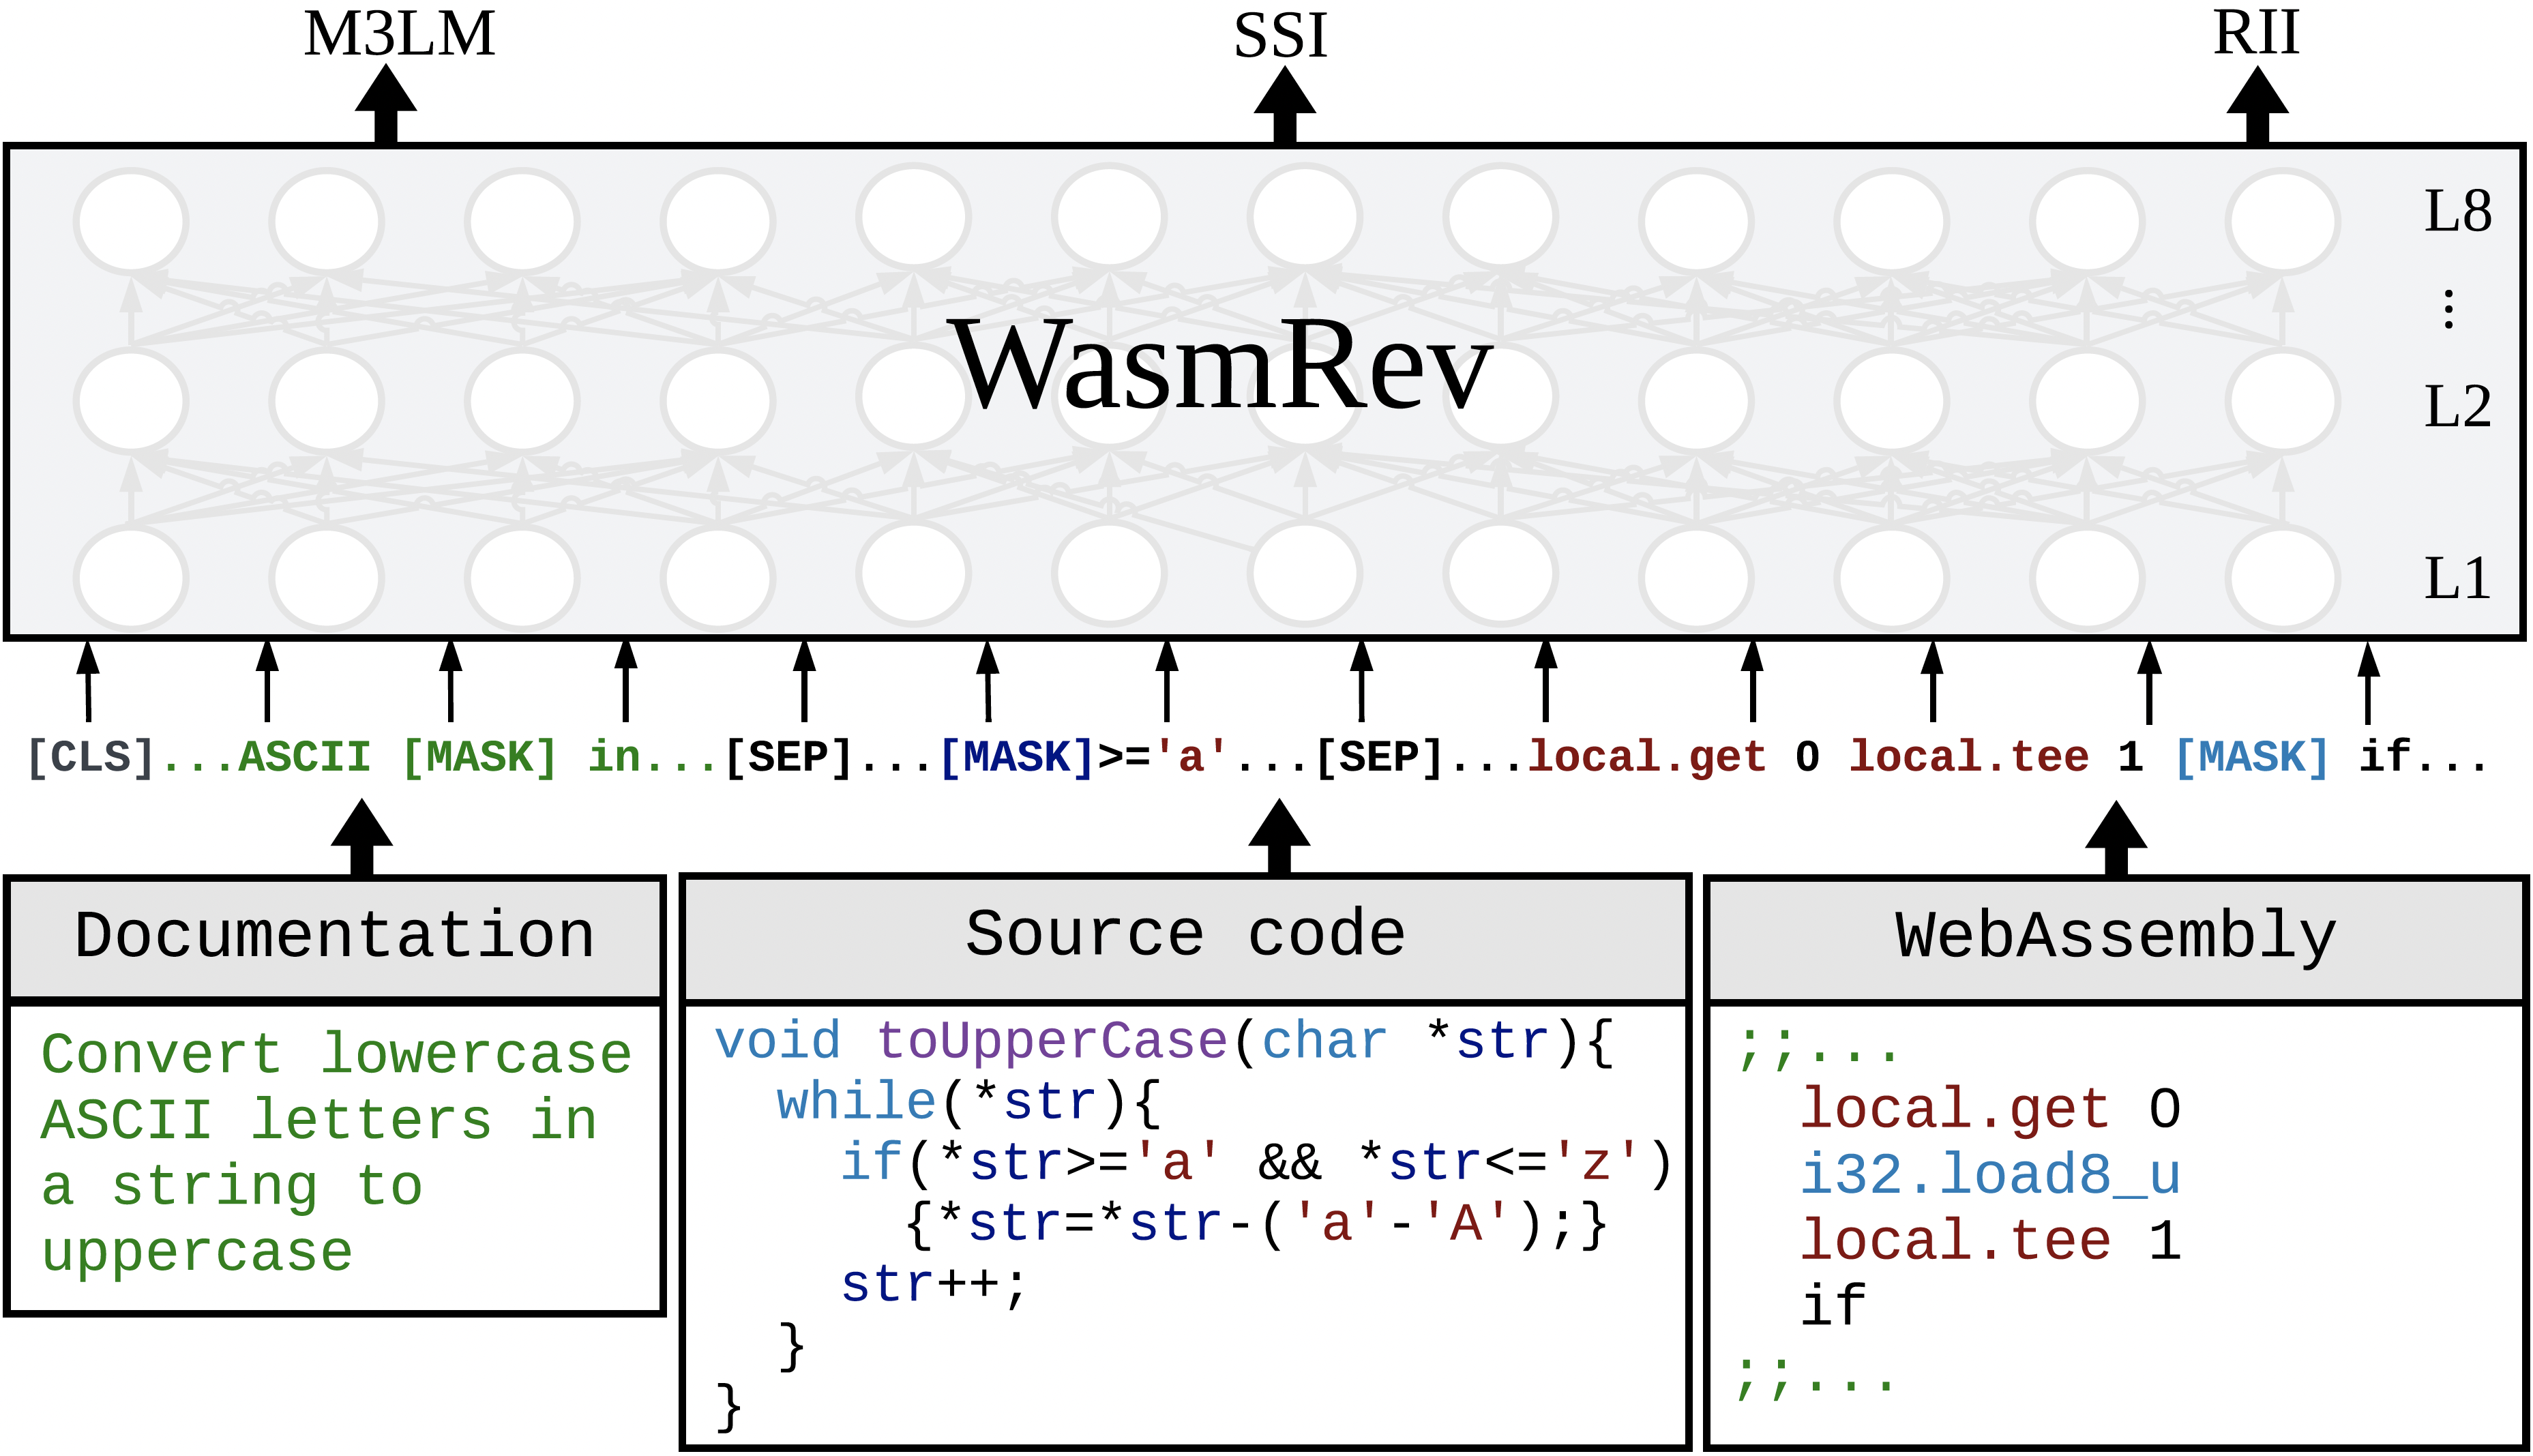 M3LM SSI RII
L8
⋮
WasmRev
L2
L1
[CLS]...ASCII [MASK] in...[SEP]...[MASK]>='a'...[SEP]...local.get 0 local.tee 1 [MASK] if...
Documentation
Convert lowercase
ASCII letters in
a string to
uppercase
Source code
void toUpperCase(char *str){
  while(*str){
    if(*str>='a' && *str<='z')
      {*str=*str-('a'-'A');}
    str++;
  }
}
WebAssembly
;;...
  local.get 0
  i32.load8_u
  local.tee 1
  if
;;...